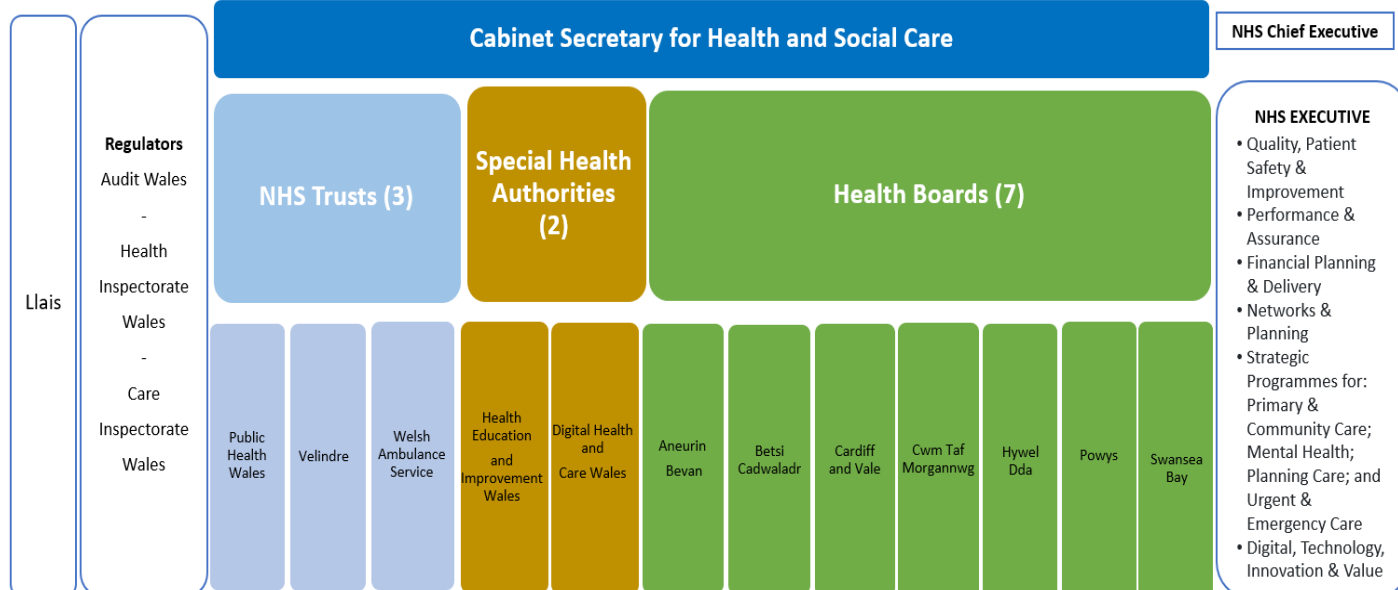 Cabinet Secretary for Health and Social Care
NHS Chief Executive
Llais
Regulators
Audit Wales
-
Health
Inspectorate
Wales
-
Care
Inspectorate
Wales
NHS Trusts (3)
Special Health
Authorities
(2)
Health Boards (7)
Public
Health
Wales
Velindre
Welsh
Ambulance
Service
Health
Education
and
Improvement
Wales
Digital Health
and
Care Wales
Aneurin
Bevan
Betsi
Cadwaladr
Cardiff
and Vale
Cwm Taf
Morgannwg
Hywel
Dda
Powys
Swansea
Bay
NHS EXECUTIVE
• Quality, Patient
Safety &
Improvement
• Performance &
Assurance
• Financial Planning
& Delivery
• Networks &
Planning
• Strategic
Programmes for:
Primary &
Community Care;
Mental Health;
Planning Care; and
Urgent &
Emergency Care
• Digital, Technology,
Innovation & Value